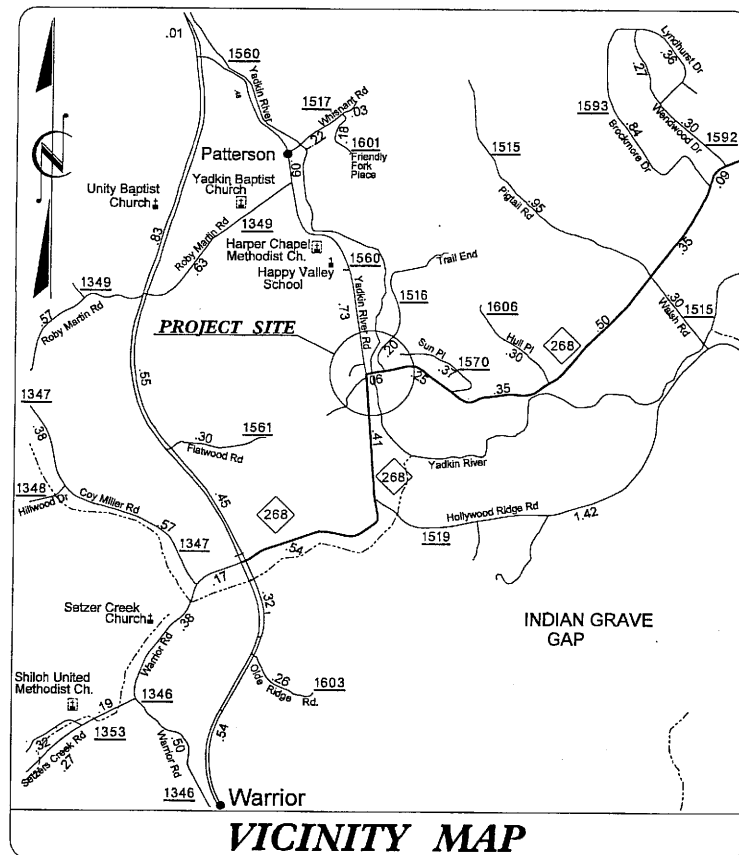 .01
1560
Yadkin River
.48
1517
Whisnant Rd
.03
.22
.18
1601
Friendly
Fork
Place
Patterson
.60
Lyndhurst Dr
.36
.27
1593
Wendwood Dr
.30
1592
.84
Brockmore Dr
.09
1515
.95
Pigtail Rd
.35
Unity Baptist
Church
Yadkin Baptist
Church
1349
Roby Martin Rd
.63
.83
Harper Chapel
Methodist Ch.
Happy Valley
School
1560
Trail End
Yadkin River Rd
.73
1516
1606
.30
1515
Walsh Rd
1349
.57
Roby Martin Rd
PROJECT SITE
.20
Sun Pl
.37
1570
Hull Pl
.30
268
.50
.06
.25
.35
1347
.38
.55
1561
.30
Flatwood Rd
.41
Yadkin River
268
1348
Hillwood Dr
Coy Miller Rd
.57
1347
.45
268
Hollywood Ridge Rd
1.42
1519
.54
.17
Setzer Creek
Church
.38
Warrior Rd
.32
INDIAN GRAVE
GAP
Shiloh United
Methodist Ch.
1346
.19
.26
1603
Olde Ridge Rd.
.32
1353
Setzers Creek Rd
.27
.50
Warrior Rd
.54
1346
Warrior
VICINITY MAP